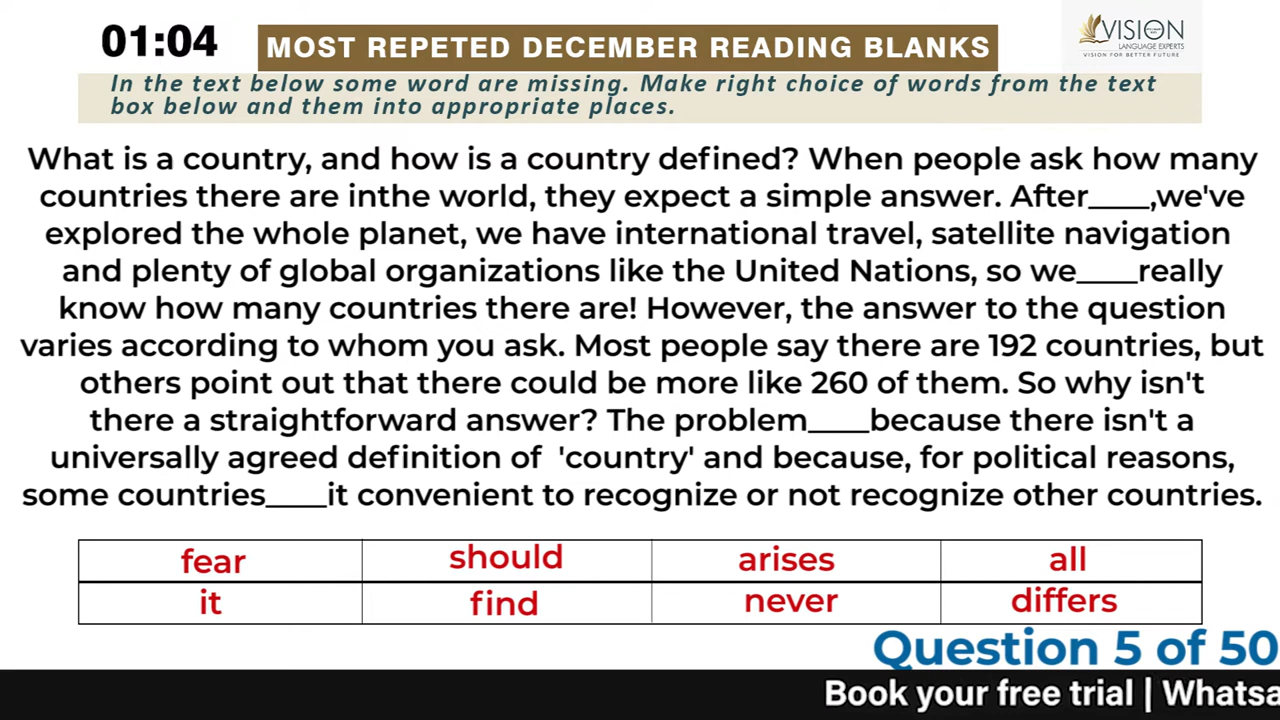 01:04
MOST REPETED DECEMBER READING BLANKS
VISION
LANGUAGE EXPERTS
VISION FOR BETTER FUTURE
In the text below some word are missing. Make right choice of words from the text
box below and them into appropriate places.
What is a country, and how is a country defined? When people ask how many
countries there are inthe world, they expect a simple answer. After____,we've
explored the whole planet, we have international travel, satellite navigation
and plenty of global organizations like the United Nations, so we____really
know how many countries there are! However, the answer to the question
varies according to whom you ask. Most people say there are 192 countries, but
others point out that there could be more like 260 of them. So why isn't
there a straightforward answer? The problem____because there isn't a
universally agreed definition of 'country' and because, for political reasons,
some countries____it convenient to recognize or not recognize other countries.
fear should arises all
it find never differs
Question 5 of 50
Book your free trial | Whatsa